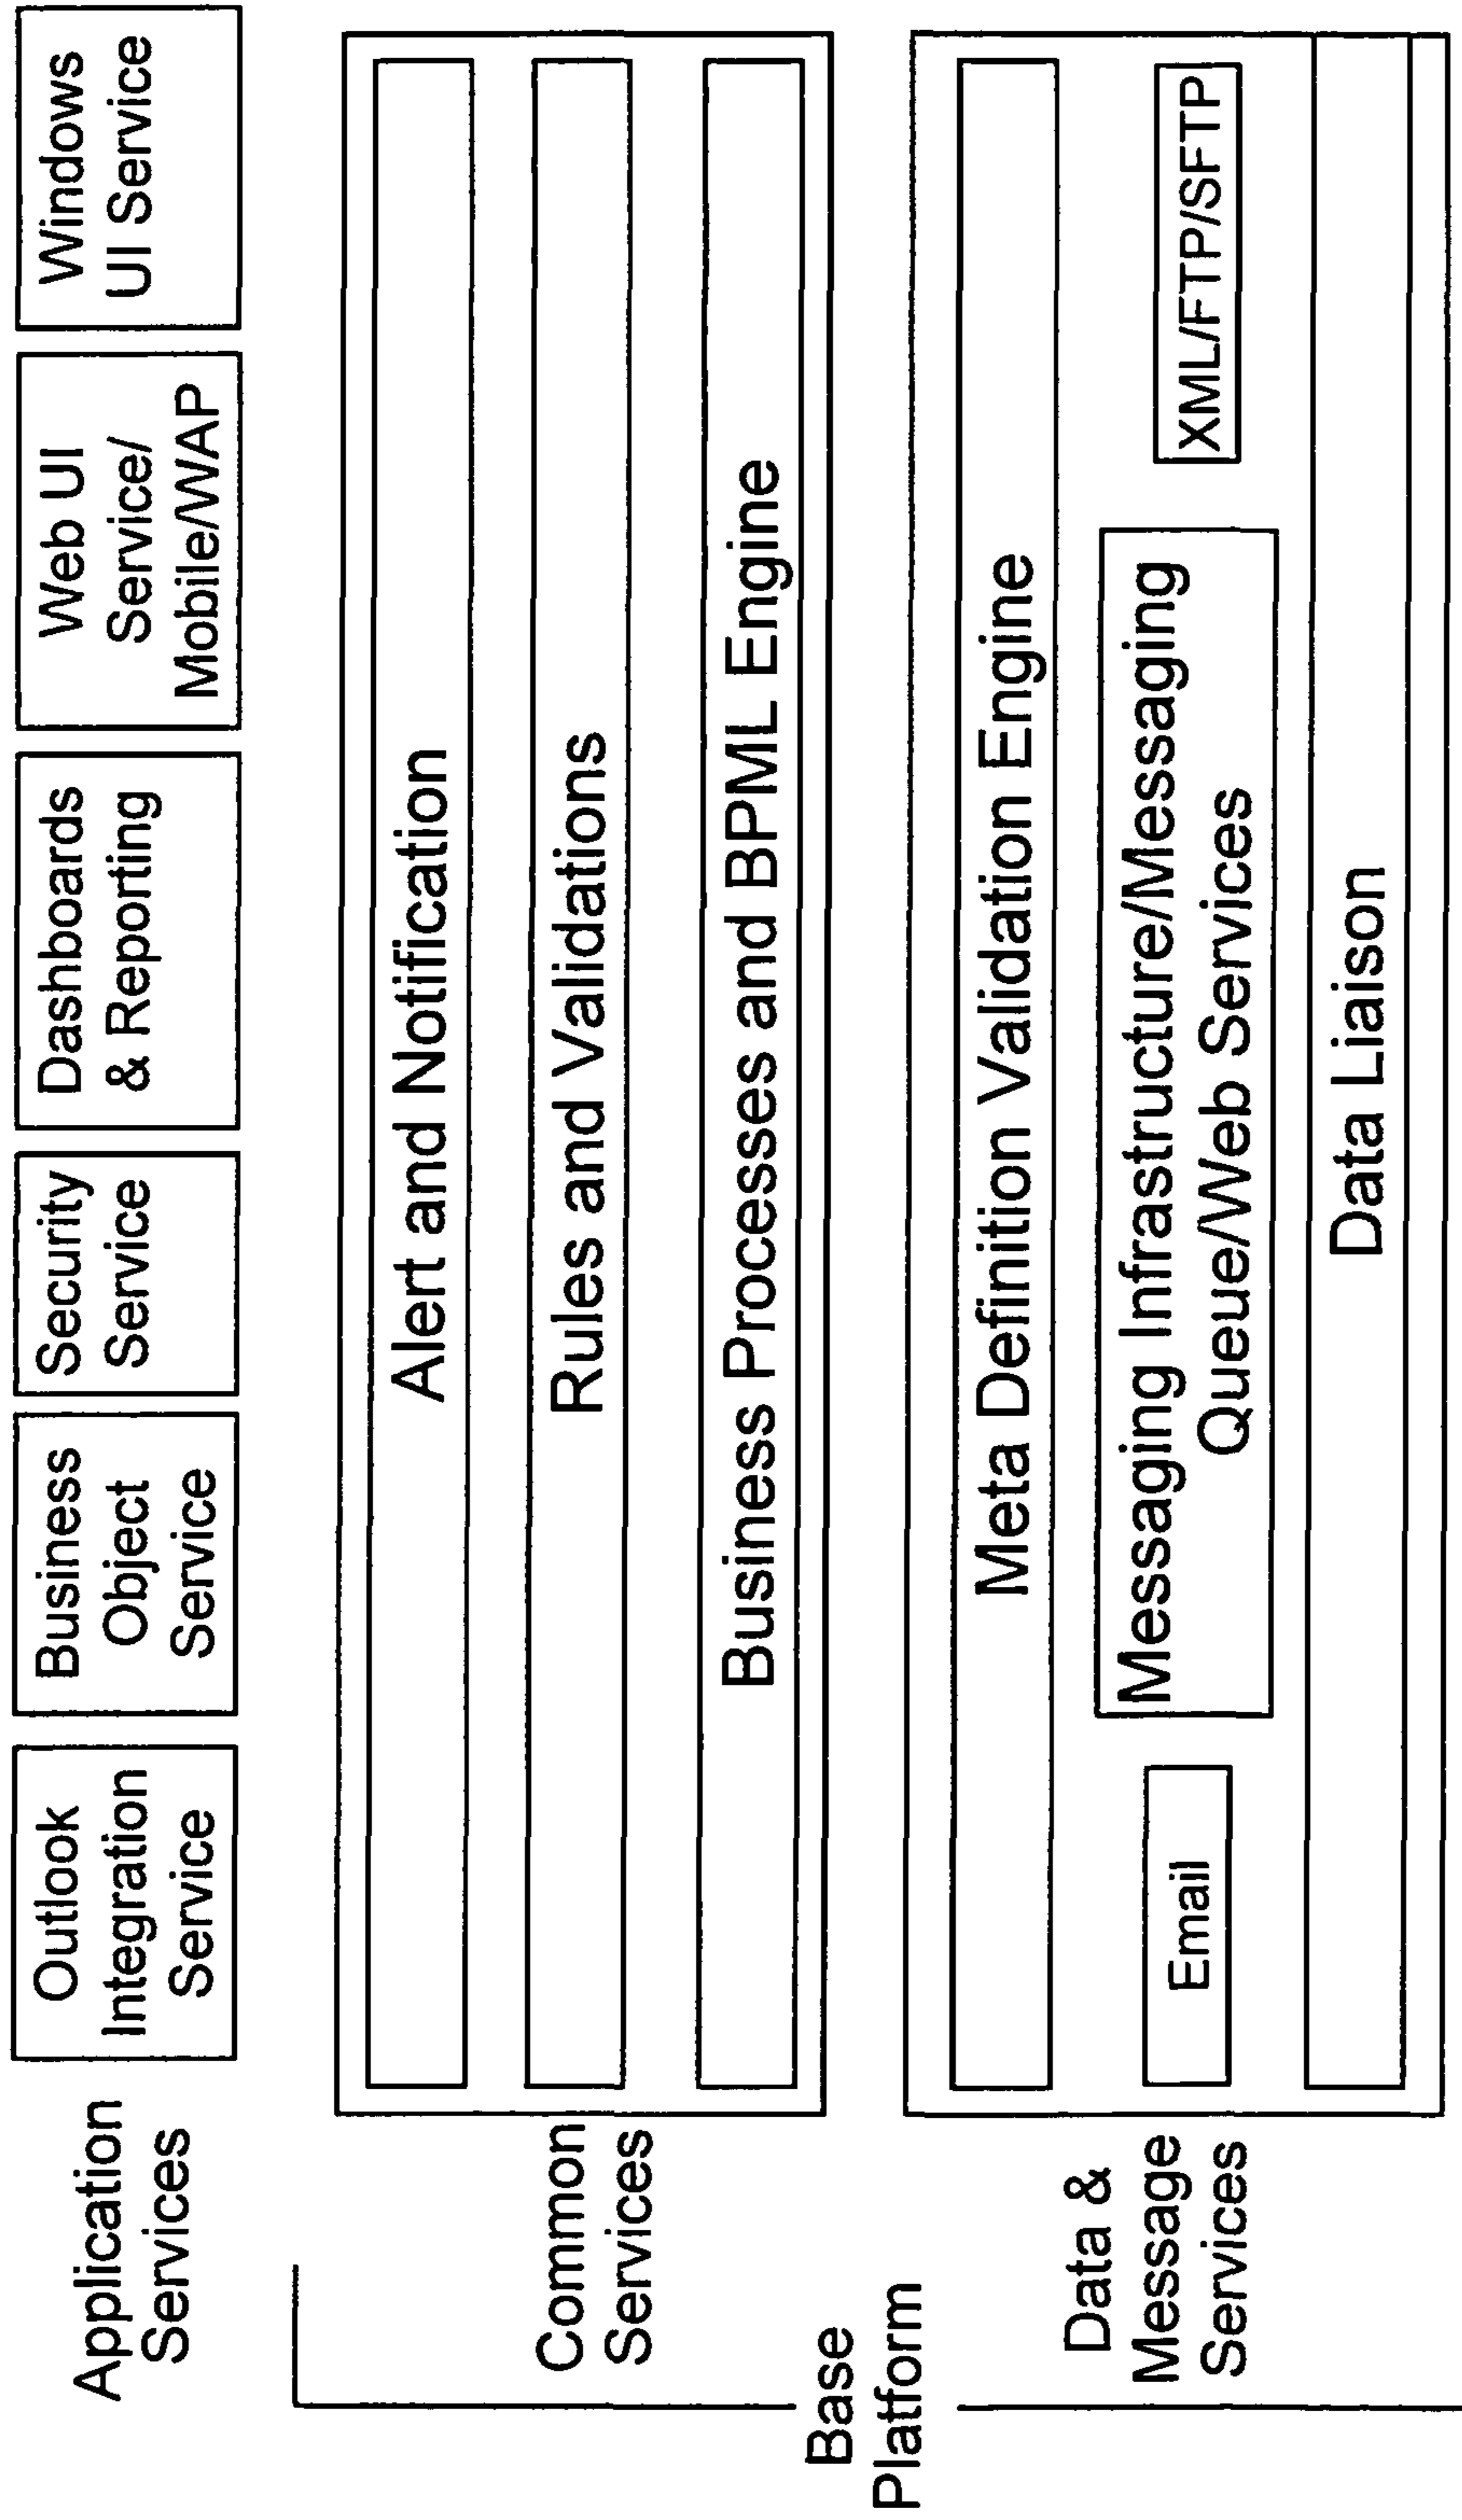 Application
Services
Outlook
Integration
Service
Business
Object
Service
Security
Service
Dashboards
& Reporting
Web UI
Service/
Mobile/WAP
Windows
UI Service
Base
Platform
Common
Services
Alert and Notification
Rules and Validations
Business Processes and BPML Engine
Data &
Message
Services
Meta Definition Validation Engine
Email
Messaging Infrastructure/Messaging
Queue/Web Services
XML/FTP/SFTP
Data Liaison